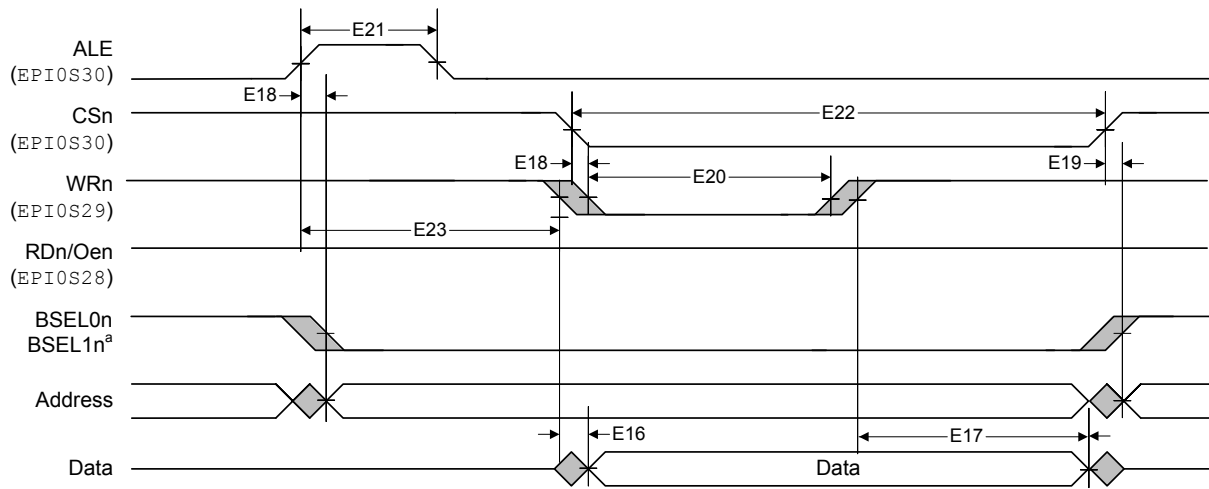 E21
ALE
(EPI0S30)
E18
CSn
(EPI0S30)
E22
E18
E20
E19
WRn
(EPI0S29)
E23
RDn/Oen
(EPI0S28)
BSEL0n
BSEL1nᵃ
Address
E16
E17
Data
Data